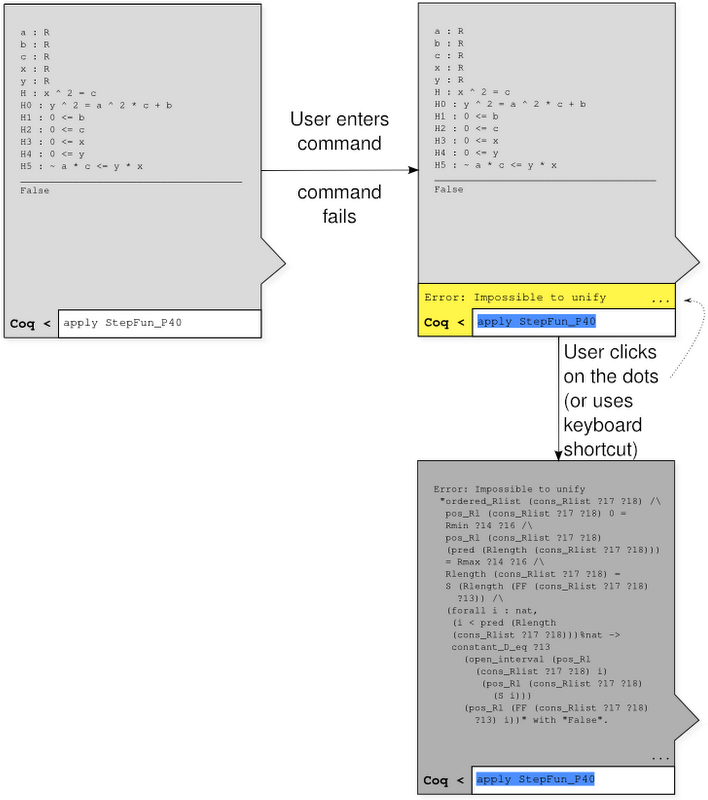 a : R
b : R
c : R
x : R
y : R
H : x ^ 2 = c
H0 : y ^ 2 = a ^ 2 * c + b
H1 : 0 <= b
H2 : 0 <= c
H3 : 0 <= x
H4 : 0 <= y
H5 : ~ a * c <= y * x
False
Coq < apply StepFun_P40
User enters
command
command
fails
a : R
b : R
c : R
x : R
y : R
H : x ^ 2 = c
H0 : y ^ 2 = a ^ 2 * c + b
H1 : 0 <= b
H2 : 0 <= c
H3 : 0 <= x
H4 : 0 <= y
H5 : ~ a * c <= y * x
False
Error: Impossible to unify ...
Coq < apply StepFun_P40
User clicks
on the dots
(or uses
keyboard
shortcut)
Error: Impossible to unify
"ordered_Rlist (cons_Rlist ?17 ?18) /\
pos_Rl (cons_Rlist ?17 ?18) 0 =
Rmin ?14 ?16 /\
pos_Rl (cons_Rlist ?17 ?18)
(pred (Rlength (cons_Rlist ?17 ?18)))
= Rmax ?14 ?16 /\
Rlength (cons_Rlist ?17 ?18) =
S (Rlength (FF (cons_Rlist ?17 ?18)
?13)) /\
(forall i : nat,
(i < pred (Rlength
(cons_Rlist ?17 ?18)))%nat ->
constant_D_eq ?13
(open_interval (pos_Rl
(cons_Rlist ?17 ?18) i)
(pos_Rl (cons_Rlist ?17 ?18)
(S i)))
(pos_Rl (FF (cons_Rlist ?17 ?18)
?13) i))" with "False".
...
Coq < apply StepFun_P40